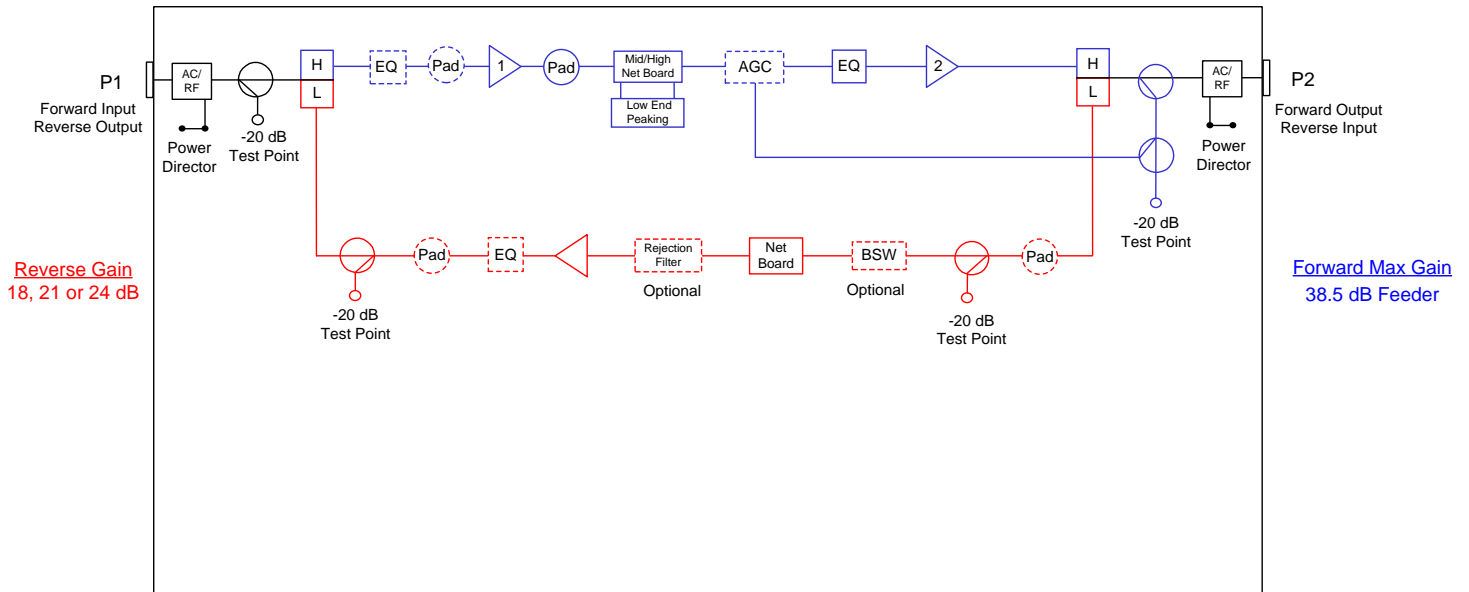 P1
Forward Input
Reverse Output
AC/
RF
Power
Director
-20 dB
Test Point
H
L
EQ
Pad
1
Pad
Mid/High
Net Board
Low End
Peaking
AGC
EQ
2
H
L
-20 dB
Test Point
AC/
RF
Power
Director
P2
Forward Output
Reverse Input
Reverse Gain
18, 21 or 24 dB
-20 dB
Test Point
Pad
EQ
Rejection
Filter
Optional
Net
Board
BSW
Optional
-20 dB
Test Point
Pad
Forward Max Gain
38.5 dB Feeder